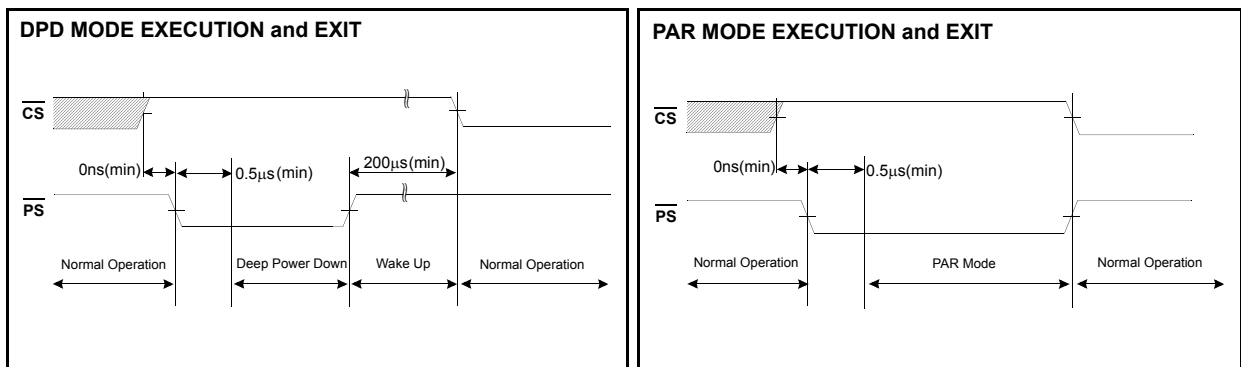 DPD MODE EXECUTION and EXIT
CS
0ns(min)
0.5μs(min)
200μs(min)
PS
Normal Operation
Deep Power Down
Wake Up
Normal Operation
PAR MODE EXECUTION and EXIT
CS
0ns(min)
0.5μs(min)
PS
Normal Operation
PAR Mode
Normal Operation